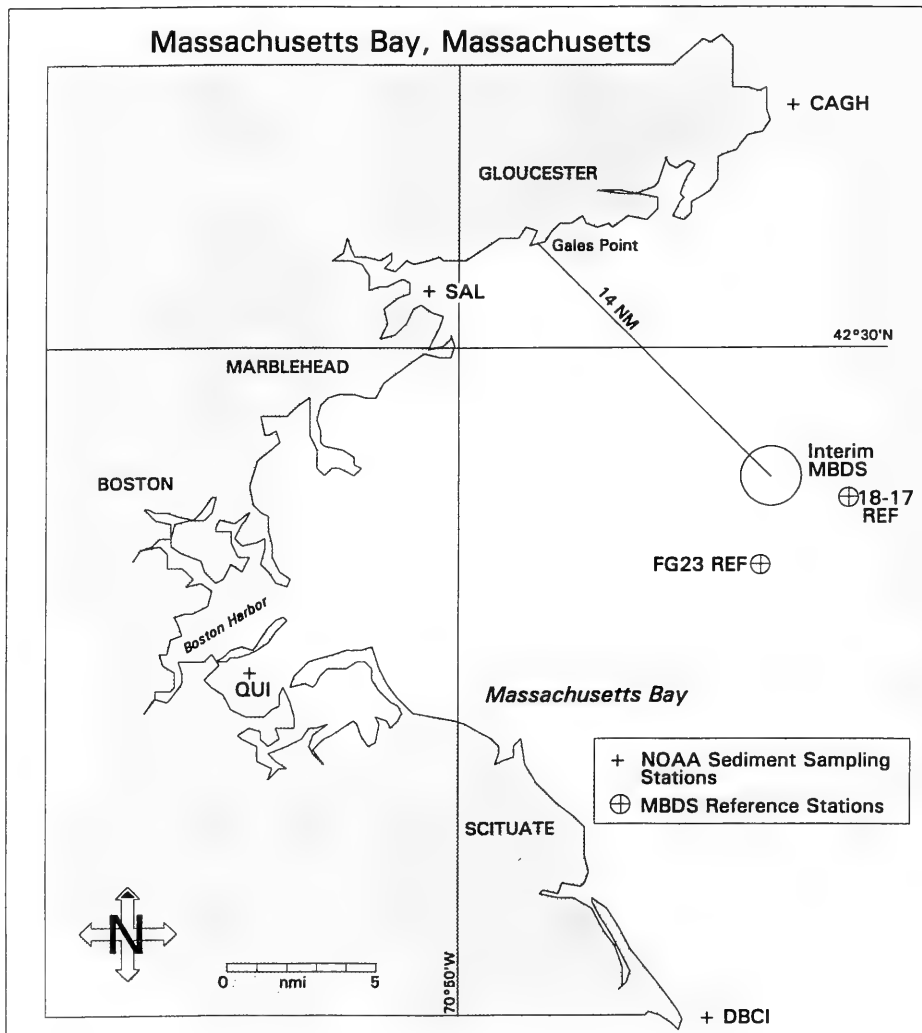 Massachusetts Bay, Massachusetts
+ CAGH
GLOUCESTER
Gales Point
+ SAL
14 NM
42°30'N
MARBLEHEAD
Interim
MBDS
BOSTON
18-17
REF
FG23 REF
Boston Harbor
+
QUI
Massachusetts Bay
+ NOAA Sediment Sampling
Stations
⊕ MBDS Reference Stations
SCITUATE
N
0 nmi 5
70°50'W
+ DBCI